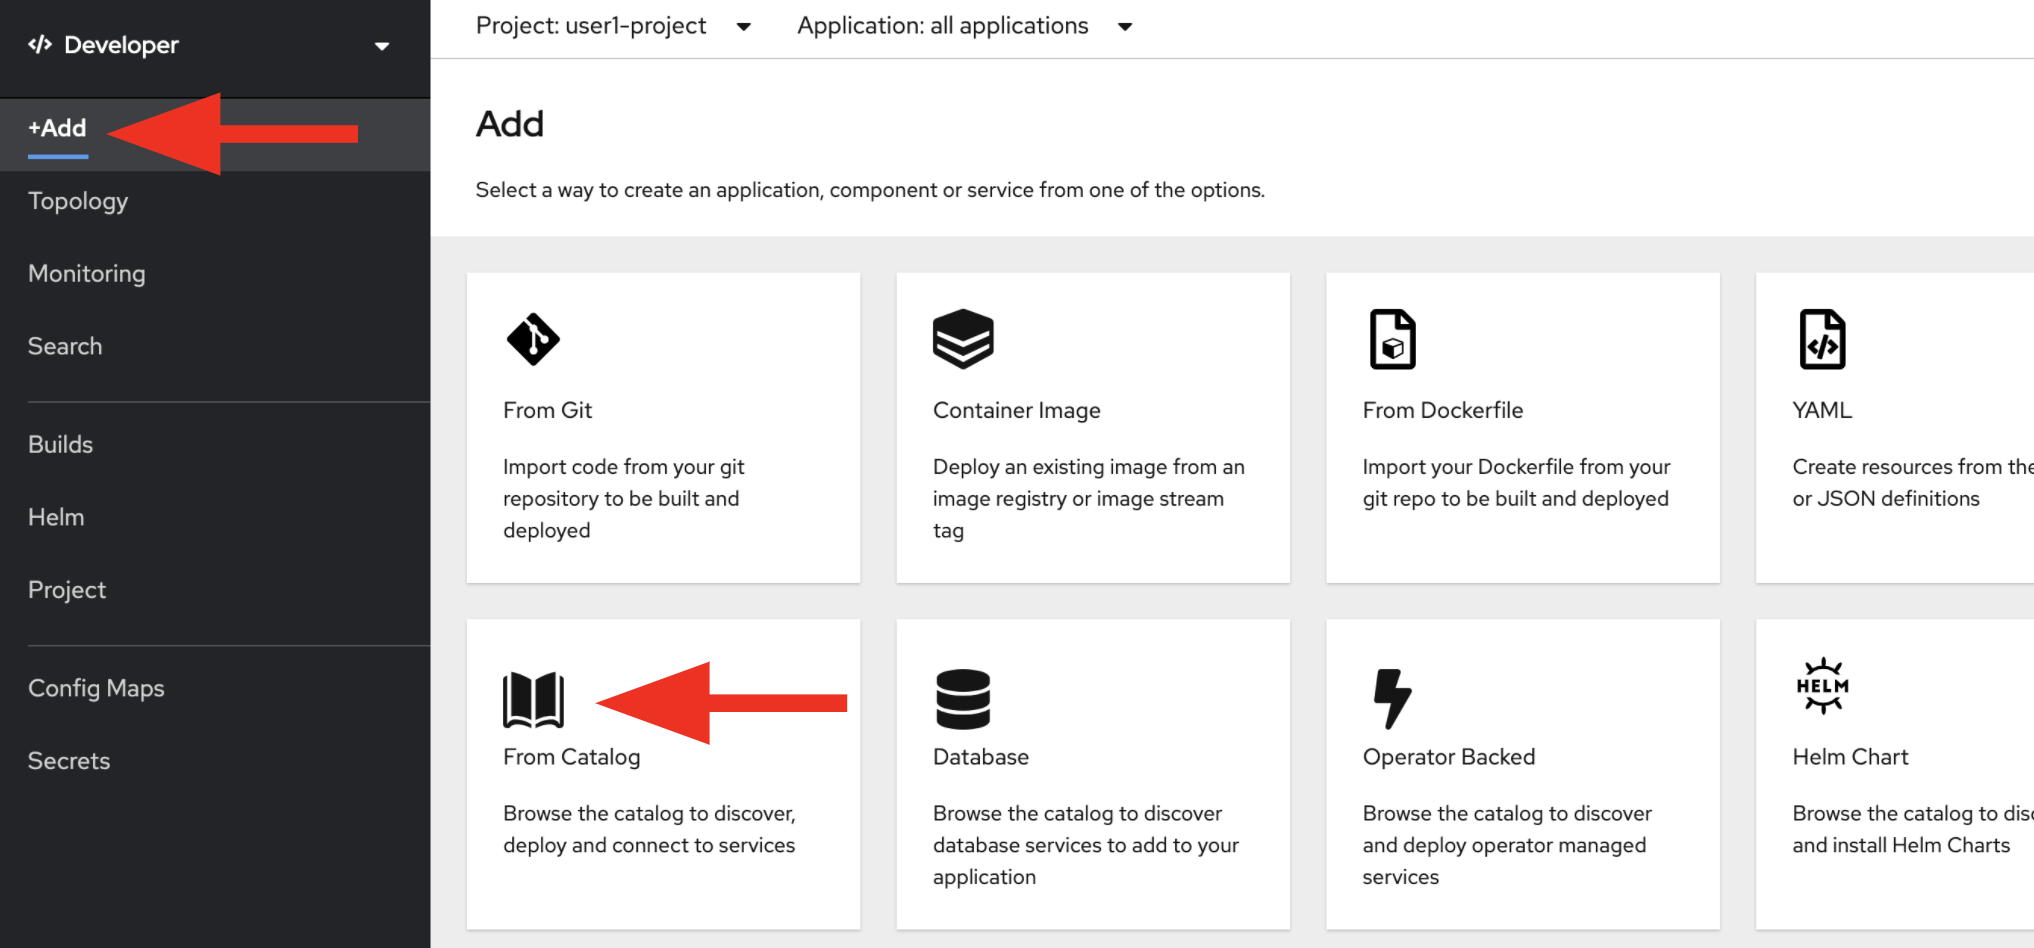 Developer
+Add
Topology
Monitoring
Search
Builds
Helm
Project
Config Maps
Secrets
Project: user1-project
Application: all applications
Add
Select a way to create an application, component or service from one of the options.
From Git
Import code from your git
repository to be built and
deployed
Container Image
Deploy an existing image from an
image registry or image stream
tag
From Dockerfile
Import your Dockerfile from your
git repo to be built and deployed
YAML
Create resources from the
or JSON definitions
From Catalog
Browse the catalog to discover,
deploy and connect to services
Database
Browse the catalog to discover
database services to add to your
application
Operator Backed
Browse the catalog to discover
and deploy operator managed
services
HELM
Helm Chart
Browse the catalog to
and install Helm Charts